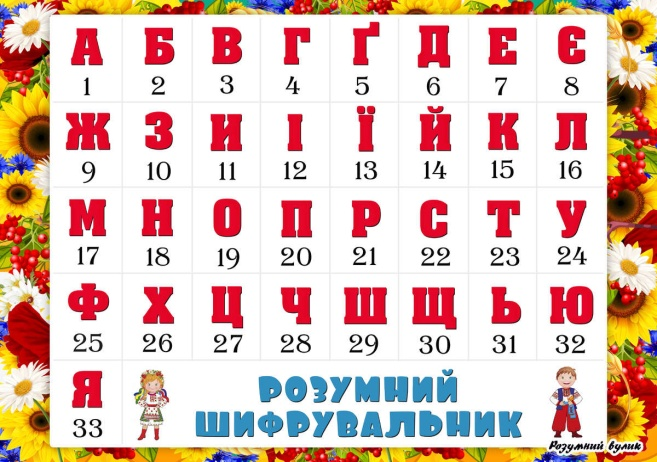 А Б В Г Ґ Д Е Є
1 2 3 4 5 6 7 8
Ж З И І Ї Й К Л
9 10 11 12 13 14 15 16
М Н О П Р С Т У
17 18 19 20 21 22 23 24
Ф Х Ц Ч Ш Щ Ь Ю
25 26 27 28 29 30 31 32
Я
33
РОЗУМНИЙ
ШИФРУВАЛЬНИК
Розумний вулик